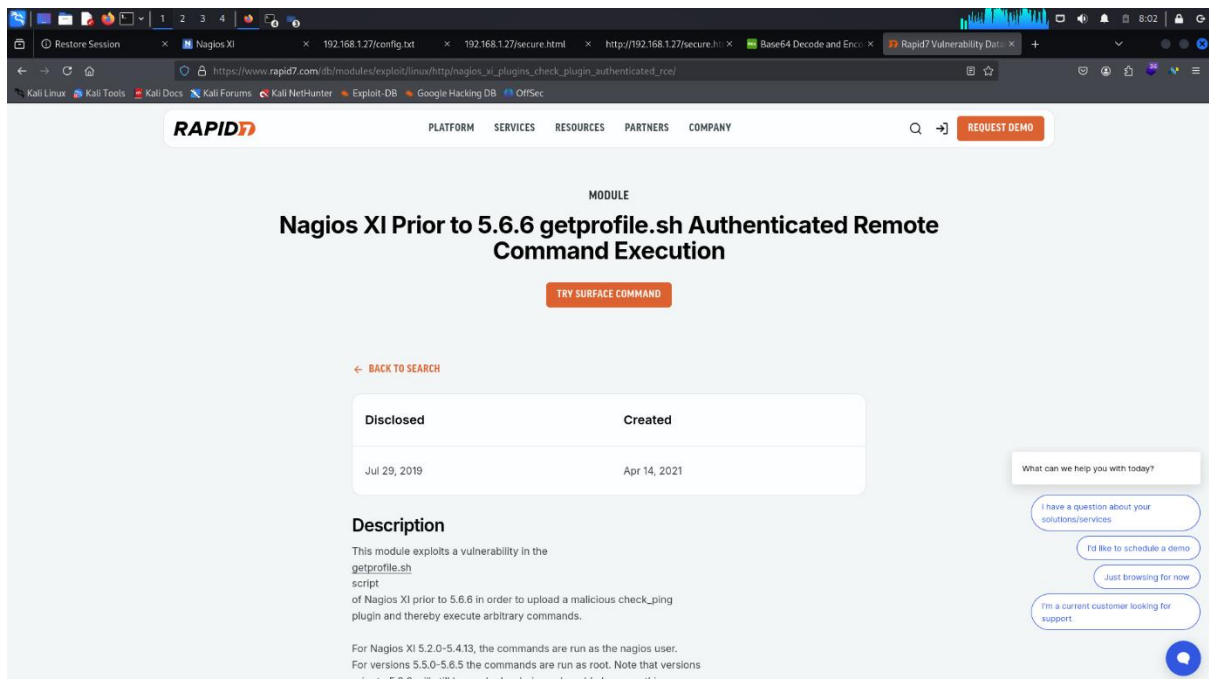 1 2 3 4
8:02
Restore Session
Nagios XI
192.168.1.27/config.txt
192.168.1.27/secure.html
http://192.168.1.27/secure.ht
Base64 Decode and Enco
Rapid7 Vulnerability Data
https://www.rapid7.com/db/modules/exploit/linux/http/nagios_xi_plugins_check_plugin_authenticated_rce/
Kali Linux Kali Tools Kali Docs Kali Forums Kali NetHunter Exploit-DB Google Hacking DB OffSec
RAPID7
PLATFORM SERVICES RESOURCES PARTNERS COMPANY
REQUEST DEMO
MODULE
Nagios XI Prior to 5.6.6 getprofile.sh Authenticated Remote
Command Execution
TRY SURFACE COMMAND
← BACK TO SEARCH
Disclosed Created
Jul 29, 2019 Apr 14, 2021
Description
This module exploits a vulnerability in the
getprofile.sh
script
of Nagios XI prior to 5.6.6 in order to upload a malicious check_ping
plugin and thereby execute arbitrary commands.
For Nagios XI 5.2.0-5.4.13, the commands are run as the nagios user.
For versions 5.5.0-5.6.5 the commands are run as root. Note that versions
What can we help you with today?
I have a question about your
solutions/services
I'd like to schedule a demo
Just browsing for now
I'm a current customer looking for
support.